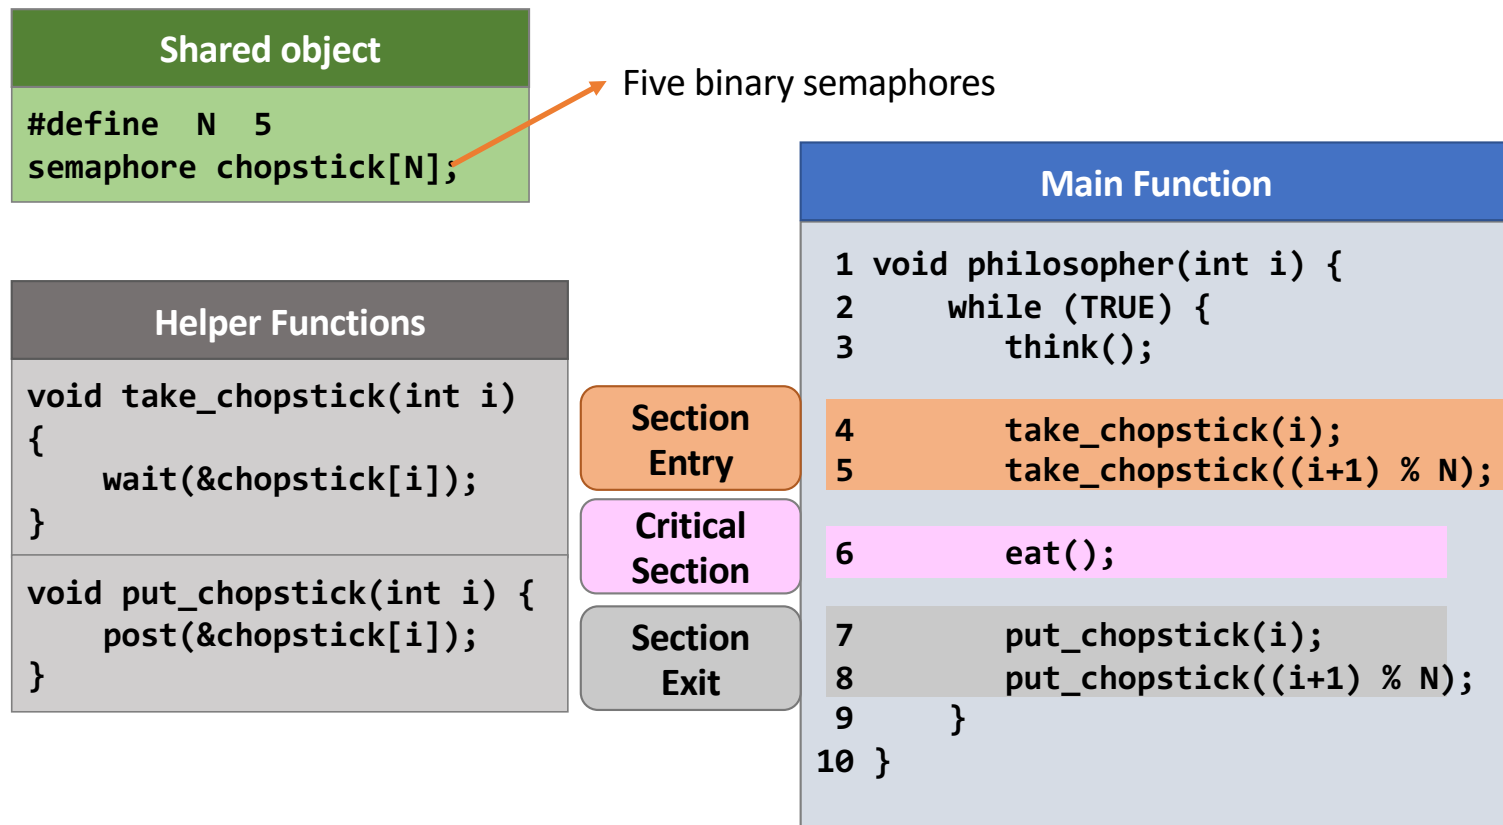 Shared object
#define N 5
semaphore chopstick[N];
Five binary semaphores
Helper Functions
void take_chopstick(int i)
{
    wait(&chopstick[i]);
}
void put_chopstick(int i) {
    post(&chopstick[i]);
}
Section
Entry
Critical
Section
Section
Exit
Main Function
1 void philosopher(int i) {
2     while (TRUE) {
3         think();
4         take_chopstick(i);
5         take_chopstick((i+1) % N);
6         eat();
7         put_chopstick(i);
8         put_chopstick((i+1) % N);
9     }
10 }